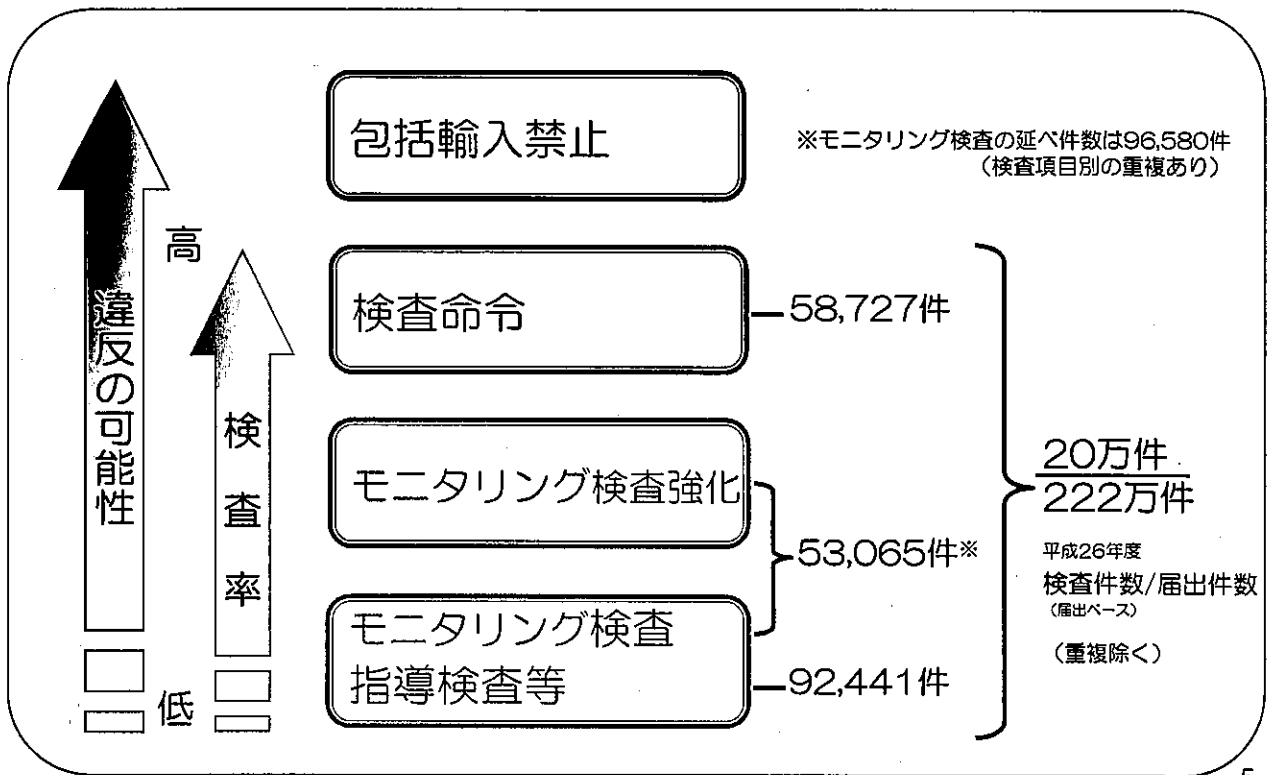 包括輸入禁止
※モニタリング検査の延べ件数は96,580件
(検査項目別の重複あり)
高
違反の可能性
検査率
検査命令
58,727件
モニタリング検査強化
53,065件※
モニタリング検査
指導検査等
92,441件
低
20万件
222万件
平成26年度
検査件数/届出件数
(届出ベース)
(重複除く)
5